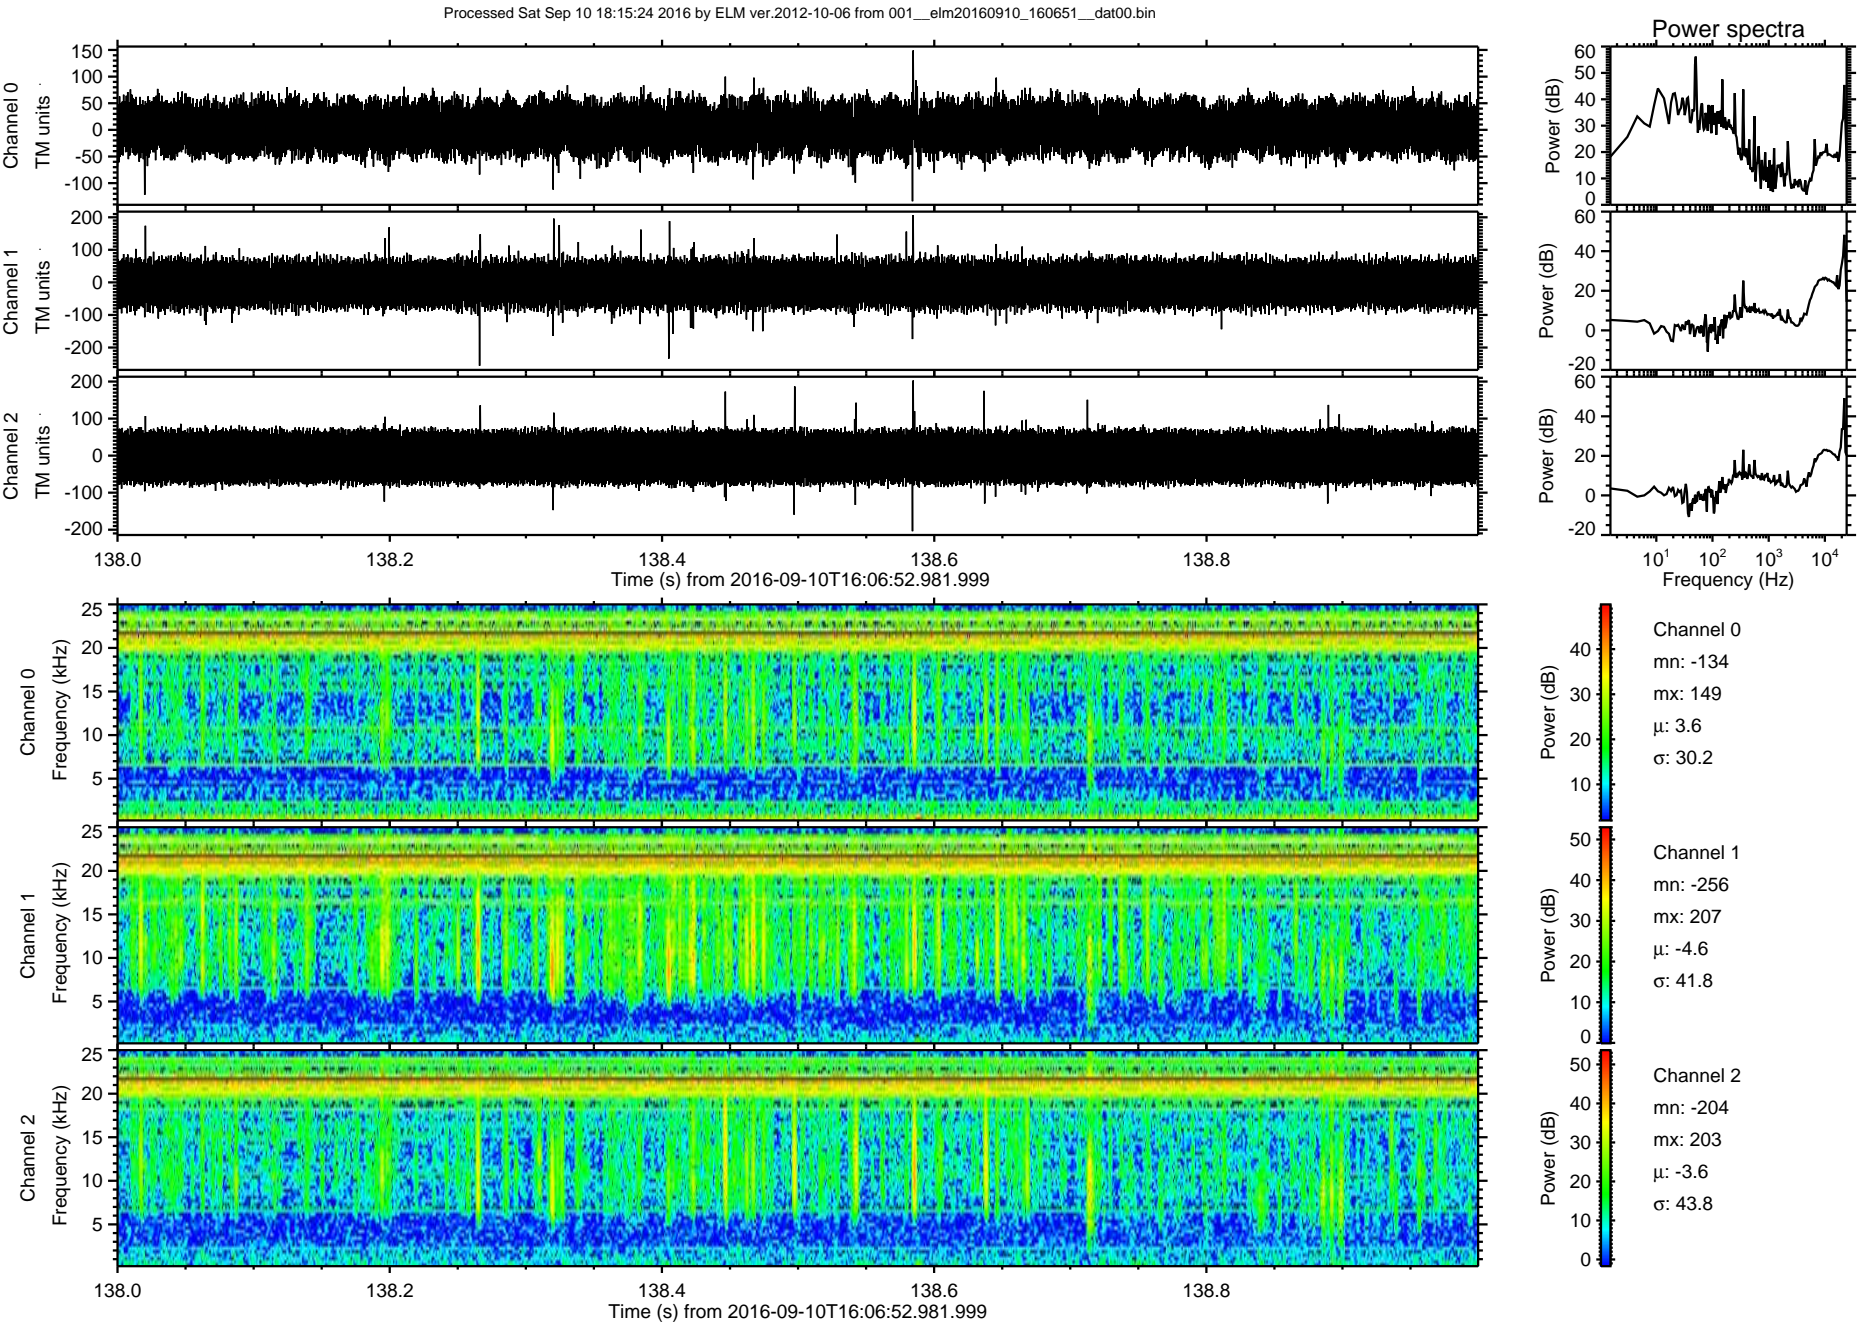 Processed Sat Sep 10 18:15:24 2016 by ELM ver.2012-10-06 from 001__elm20160910_160651__dat00.bin
Power spectra
Channel 0
TM units
150
100
50
0
-50
-100
Power (dB)
60
50
40
30
20
10
0
Channel 1
TM units
200
100
0
-100
-200
Power (dB)
60
40
20
0
-20
Channel 2
TM units
200
100
0
-100
-200
Power (dB)
60
40
20
0
-20
138.0 138.2 138.4 138.6 138.8
Time (s) from 2016-09-10T16:06:52.981.999
10¹ 10² 10³ 10⁴
Frequency (Hz)
Channel 0
Frequency (kHz)
25
20
15
10
5
Power (dB)
40
30
20
10
Channel 0
mn: -134
mx: 149
μ: 3.6
σ: 30.2
Channel 1
Frequency (kHz)
25
20
15
10
5
Power (dB)
50
40
30
20
10
0
Channel 1
mn: -256
mx: 207
μ: -4.6
σ: 41.8
Channel 2
Frequency (kHz)
25
20
15
10
5
Power (dB)
50
40
30
20
10
0
Channel 2
mn: -204
mx: 203
μ: -3.6
σ: 43.8
138.0 138.2 138.4 138.6 138.8
Time (s) from 2016-09-10T16:06:52.981.999